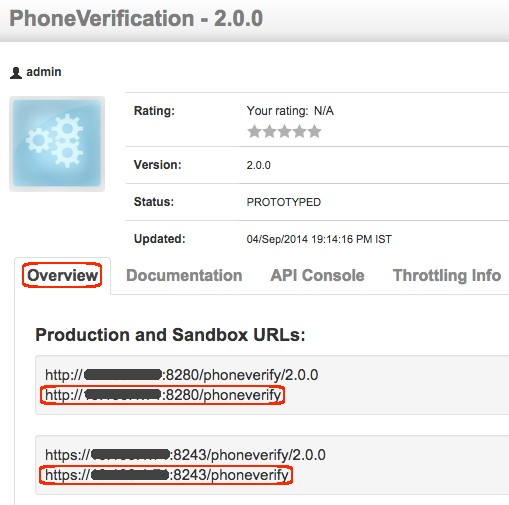 PhoneVerification - 2.0.0
admin
Rating: Your rating: N/A
Version: 2.0.0
Status: PROTOTYPED
Updated: 04/Sep/2014 19:14:16 PM IST
Overview Documentation API Console Throttling Info
Production and Sandbox URLs:
http:// :8280/phoneverify/2.0.0
http:// :8280/phoneverify
https:// :8243/phoneverify/2.0.0
https:// :8243/phoneverify